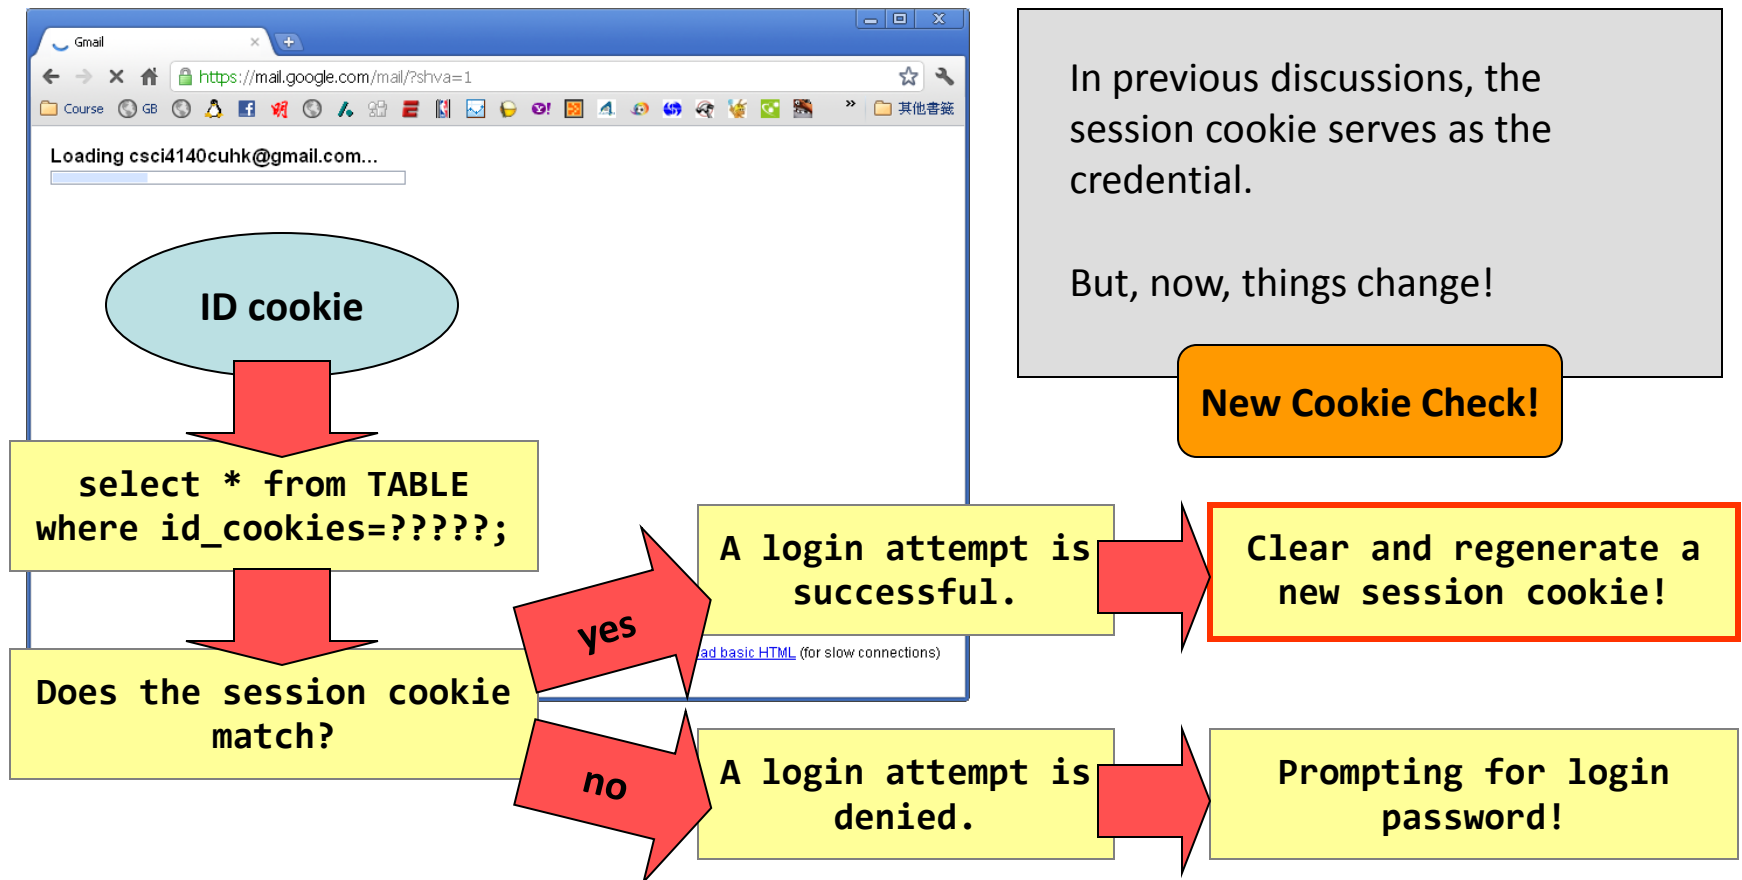 Gmail
https://mail.google.com/mail/?shva=1
Course
GB
其他書籤
Loading csci4140cuhk@gmail.com...
In previous discussions, the
session cookie serves as the
credential.
But, now, things change!
New Cookie Check!
ID cookie
select * from TABLE
where id_cookies=?????;
Does the session cookie
match?
yes
no
A login attempt is
successful.
Clear and regenerate a
new session cookie!
ad basic HTML (for slow connections)
A login attempt is
denied.
Prompting for login
password!